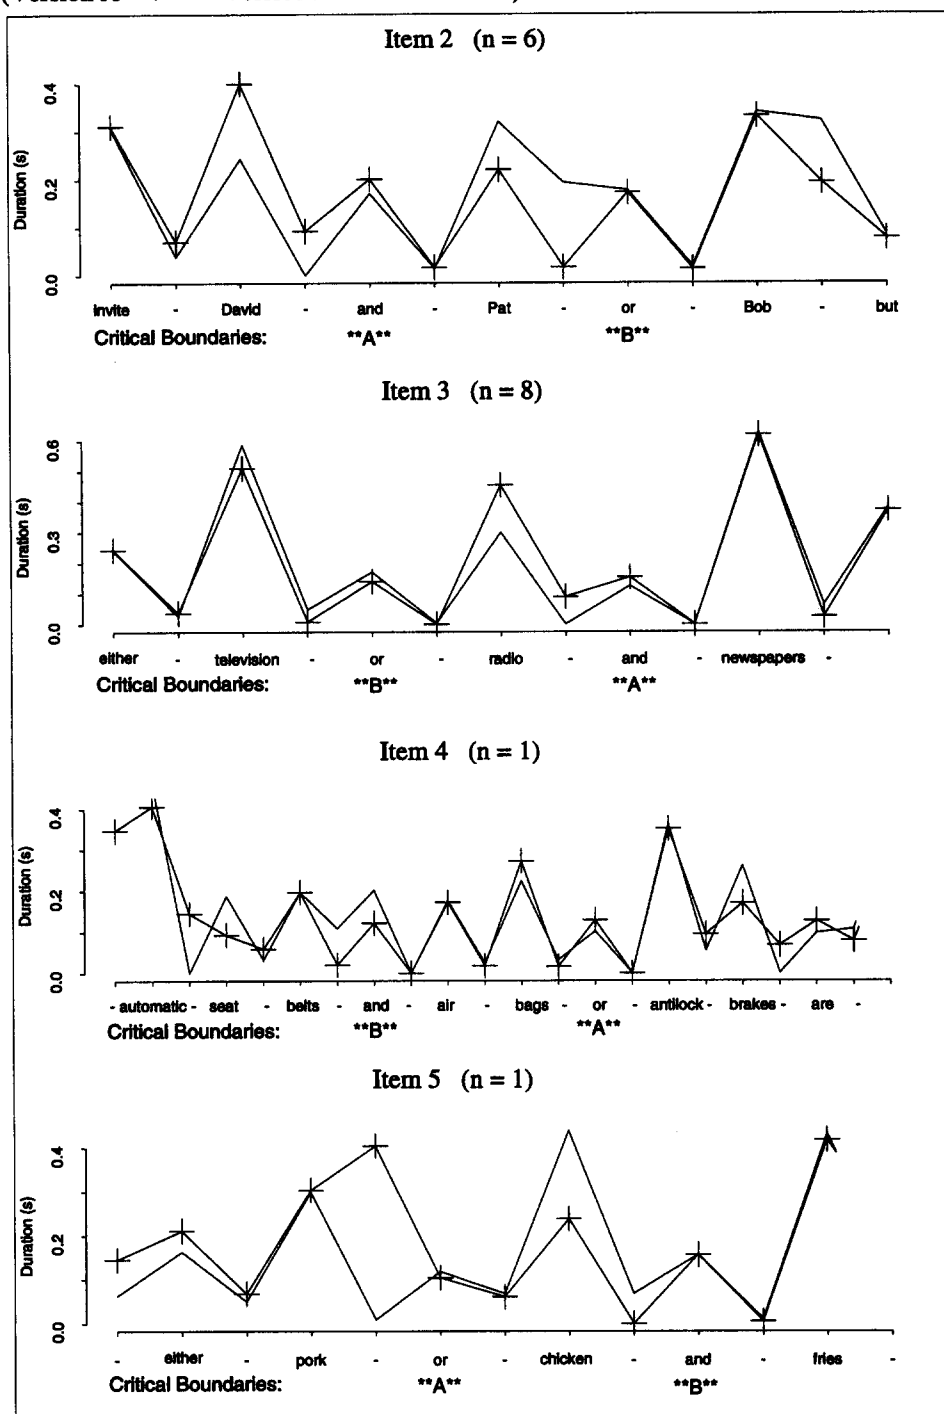 Item 2 (n = 6)
Duration (s)
0.4
0.2
0.0
invite - David - and - Pat - or - Bob - but
Critical Boundaries: **A** **B**
Item 3 (n = 8)
Duration (s)
0.6
0.3
0.0
either - television - or - radio - and - newspapers -
Critical Boundaries: **B** **A**
Item 4 (n = 1)
Duration (s)
0.4
0.2
0.0
- automatic - seat - belts - and - air - bags - or - antilock - brakes - are -
Critical Boundaries: **B** **A**
Item 5 (n = 1)
Duration (s)
0.4
0.2
0.0
- either - pork - or - chicken - and - fries -
Critical Boundaries: **A** **B**